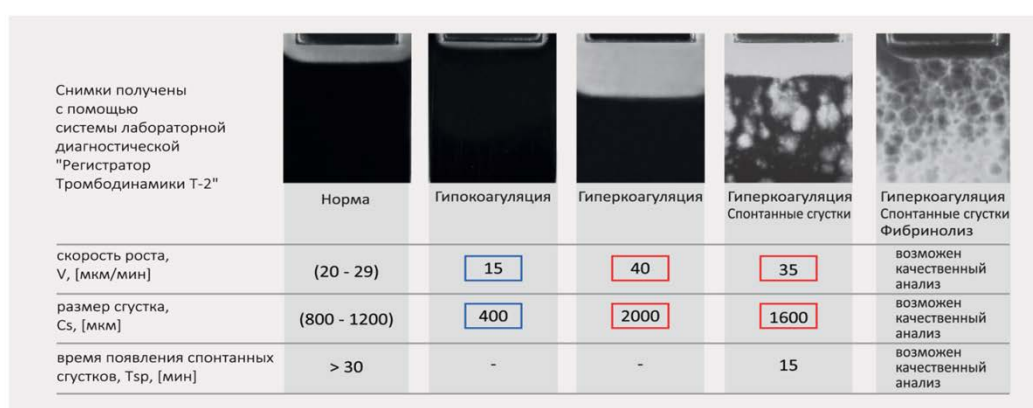 Снимки получены
с помощью
системы лабораторной
диагностической
"Регистратор
Тромбодинамики Т-2"
Норма
Гипокоагуляция
Гиперкоагуляция
Гиперкоагуляция
Спонтанные сгустки
Гиперкоагуляция
Спонтанные сгустки
Фибринолиз
скорость роста,
V, [мкм/мин]
(20 - 29)
15
40
35
возможен
качественный
анализ
размер сгустка,
Cs, [мкм]
(800 - 1200)
400
2000
1600
возможен
качественный
анализ
время появления спонтанных
сгустков, Tsp, [мин]
> 30
-
-
15
возможен
качественный
анализ